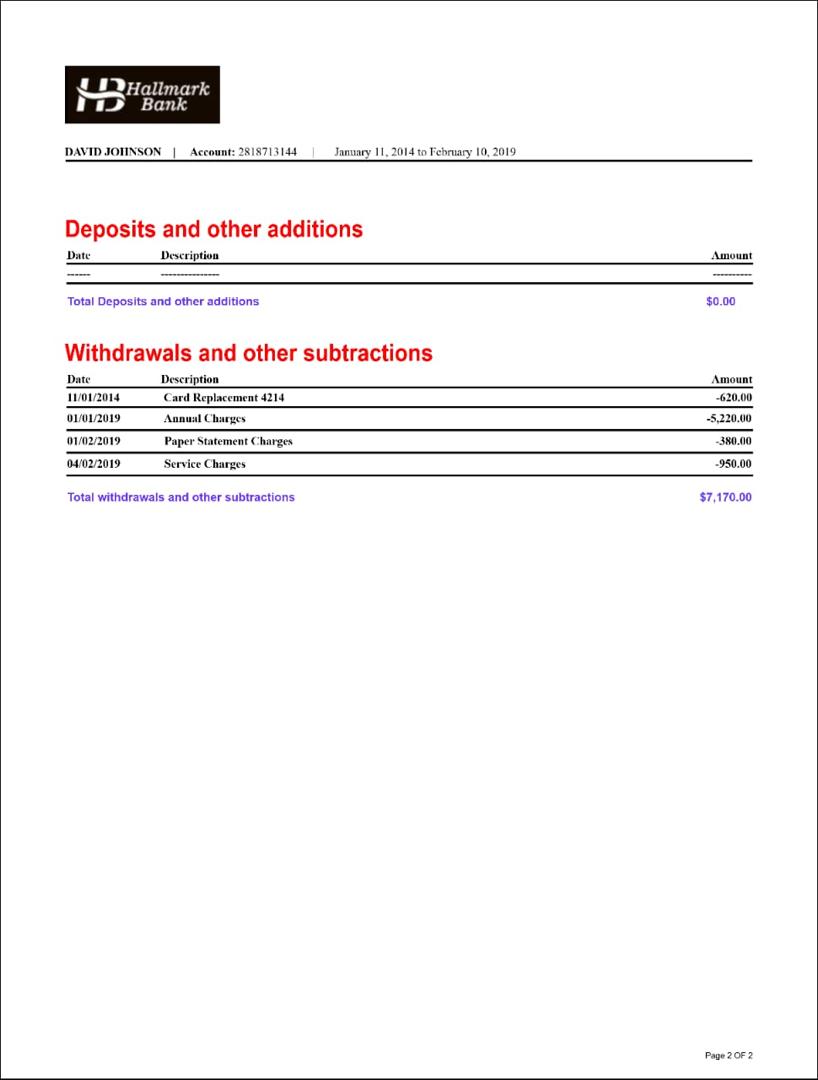 HB Hallmark
Bank
DAVID JOHNSON | Account: 2818713144 | January 11, 2014 to February 10, 2019
Deposits and other additions
Date Description Amount
------ --------------- ----------
Total Deposits and other additions $0.00
Withdrawals and other subtractions
Date Description Amount
11/01/2014 Card Replacement 4214 -620.00
01/01/2019 Annual Charges -5,220.00
01/02/2019 Paper Statement Charges -380.00
04/02/2019 Service Charges -950.00
Total withdrawals and other subtractions $7,170.00
Page 2 OF 2